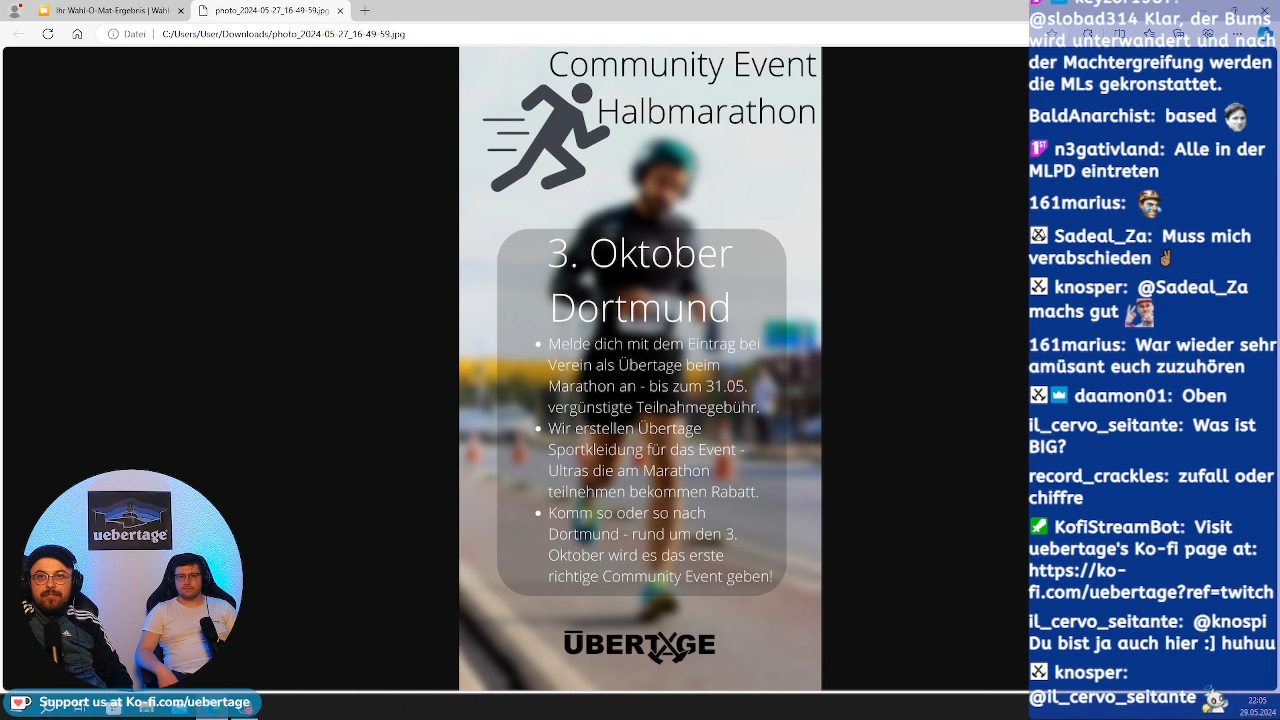 Ihr Wahl-O-Mat-Ergebnis | Wahl
photo_2024-05-27_16-49-59.jpg
Datei
C:/Users/User/Downloads/photo_2024-05-27_16-49-59.jpg
Community Event
Halbmarathon
3. Oktober
Dortmund
Melde dich mit dem Eintrag bei
Verein als Übertage beim
Marathon an - bis zum 31.05.
vergünstigte Teilnahmegebühr.
Wir erstellen Übertage
Sportkleidung für das Event -
Ultras die am Marathon
teilnehmen bekommen Rabatt.
Komm so oder so nach
Dortmund - rund um den 3.
Oktober wird es das erste
richtige Community Event geben!
ÜBERTAGE
uebertage
Support us at Ko-fi.com/uebertage
@slobad314 Klar, der Bums
wird unterwandert und nach
der Machtergreifung werden
die MLs gekronstattet.
BaldAnarchist: based
1ST n3gativland: Alle in der
MLPD eintreten
161marius:
Sadeal_Za: Muss mich
verabschieden
knosper: @Sadeal_Za
machs gut
161marius: War wieder sehr
amüsant euch zuzuhören
daamon01: Oben
il_cervo_seitante: Was ist
BIG?
record_crackles: zufall oder
chiffre
KofiStreamBot: Visit
uebertage's Ko-fi page at:
https://ko-
fi.com/uebertage?ref=twitch
il_cervo_seitante: @knospi
Du bist ja auch hier :] huhuu
knosper:
@il_cervo_seitante
22:05
29.05.2024